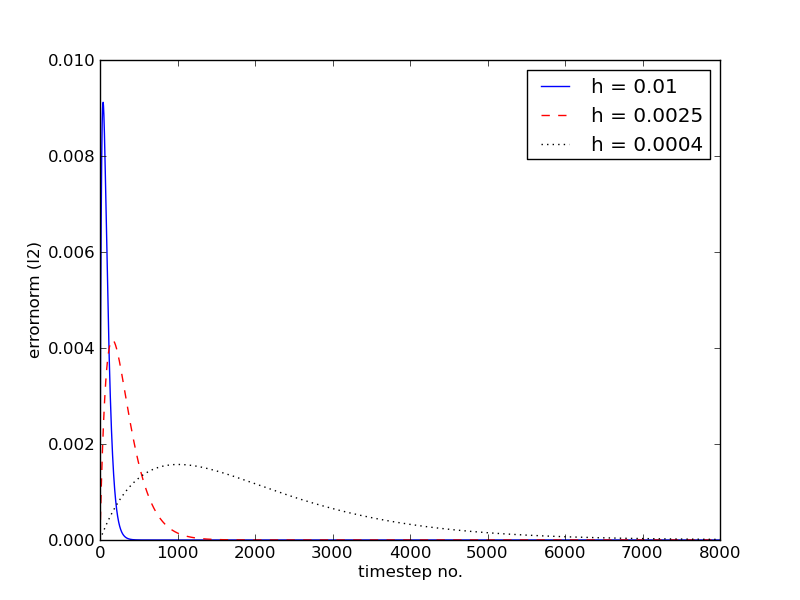 0.010
0.008
0.006
0.004
0.002
0.000
errornorm (l2)
h = 0.01
h = 0.0025
h = 0.0004
0 1000 2000 3000 4000 5000 6000 7000 8000
timestep no.